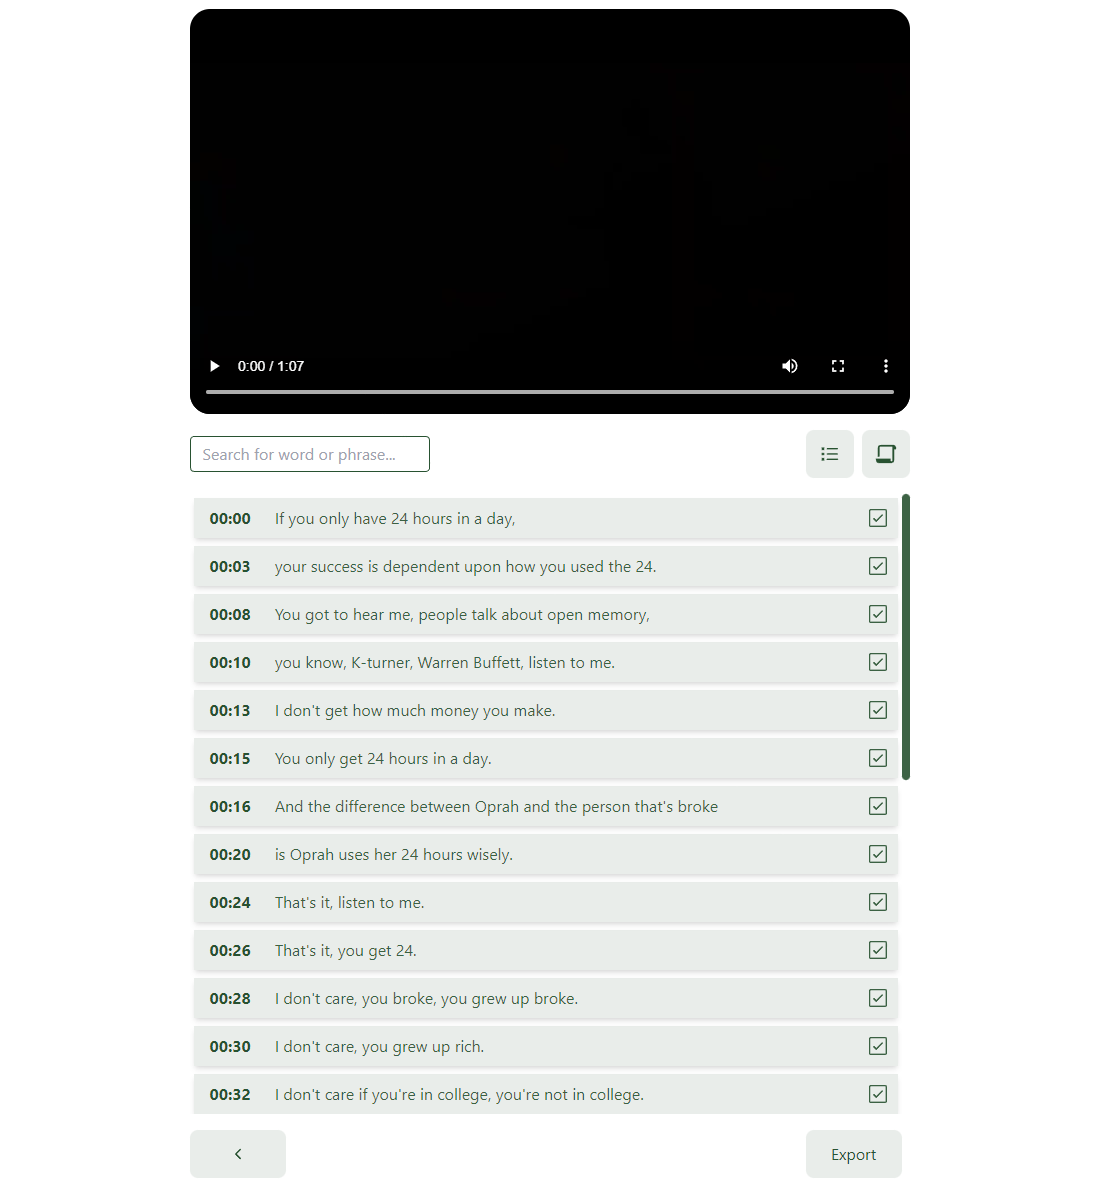 0:00 / 1:07
Search for word or phrase...
00:00 If you only have 24 hours in a day,
00:03 your success is dependent upon how you used the 24.
00:08 You got to hear me, people talk about open memory,
00:10 you know, K-turner, Warren Buffett, listen to me.
00:13 I don't get how much money you make.
00:15 You only get 24 hours in a day.
00:16 And the difference between Oprah and the person that's broke
00:20 is Oprah uses her 24 hours wisely.
00:24 That's it, listen to me.
00:26 That's it, you get 24.
00:28 I don't care, you broke, you grew up broke.
00:30 I don't care, you grew up rich.
00:32 I don't care if you're in college, you're not in college.
Export